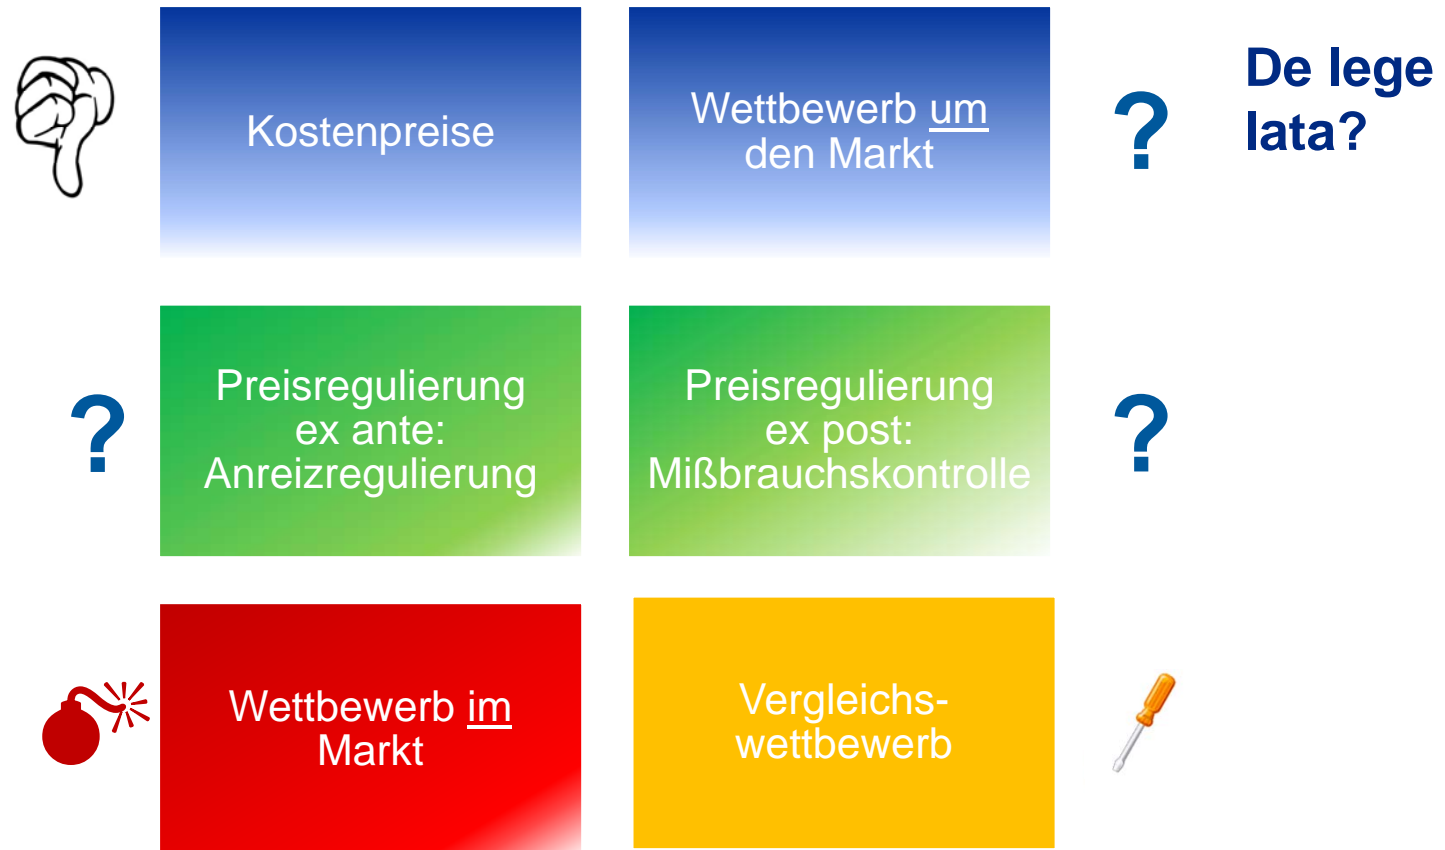 Kostenpreise
Wettbewerb um
den Markt
?
De lege
lata?
?
Preisregulierung
ex ante:
Anreizregulierung
Preisregulierung
ex post:
Mißbrauchskontrolle
?
Wettbewerb im
Markt
Vergleichs-
wettbewerb